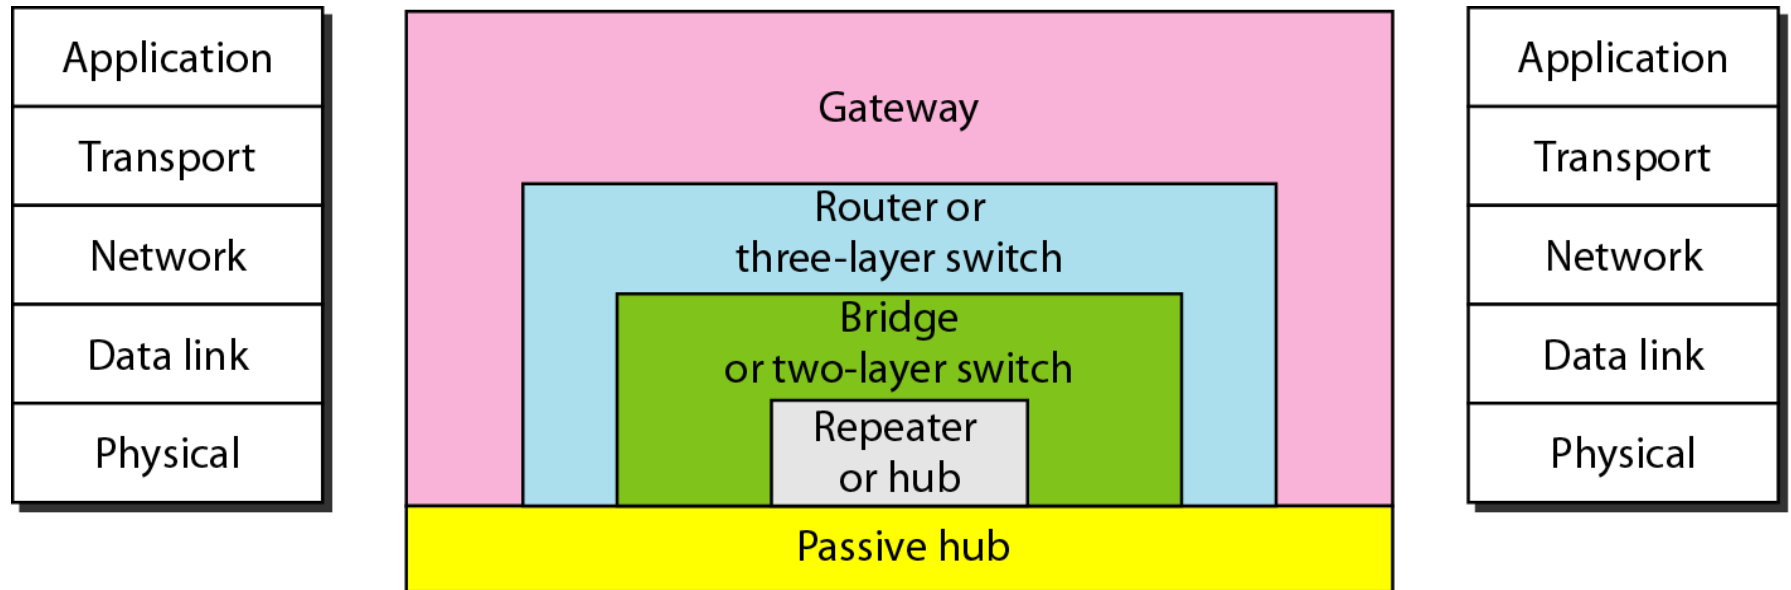 Application
Transport
Network
Data link
Physical
Gateway
Router or
three-layer switch
Bridge
or two-layer switch
Repeater
or hub
Passive hub
Application
Transport
Network
Data link
Physical